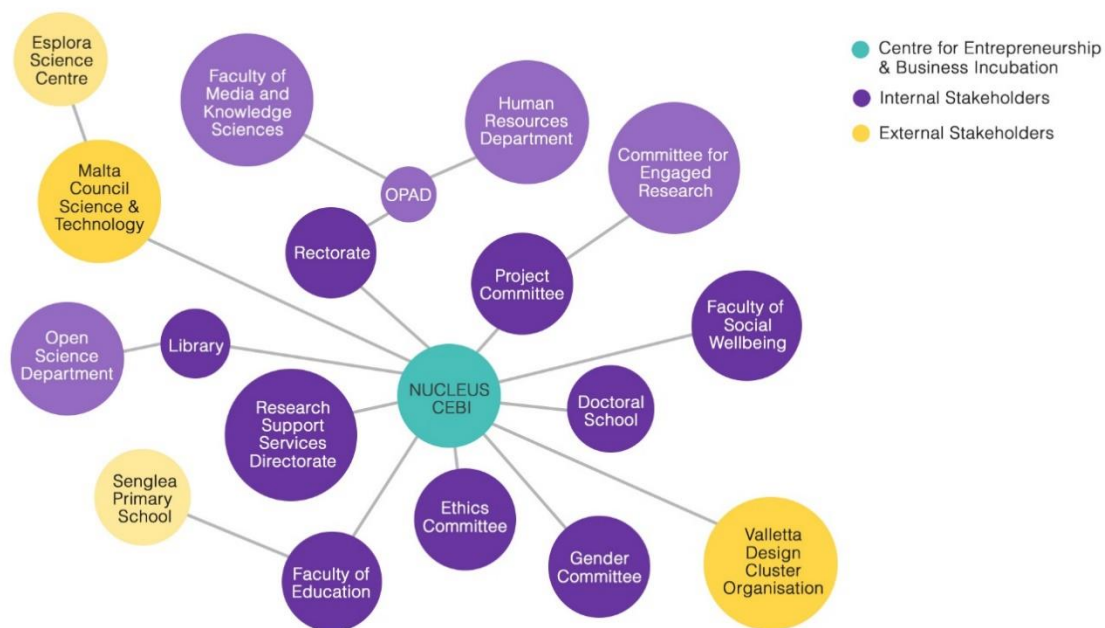 Esplora
Science
Centre
Faculty of
Media and
Knowledge
Sciences
Human
Resources
Department
Centre for Entrepreneurship
& Business Incubation
Internal Stakeholders
External Stakeholders
Malta
Council
Science &
Technology
OPAD
Committee for
Engaged
Research
Rectorate
Project
Committee
Faculty of
Social
Wellbeing
Open
Science
Department
Library
NUCLEUS
CEBI
Research
Support
Services
Directorate
Doctoral
School
Senglea
Primary
School
Ethics
Committee
Faculty of
Education
Gender
Committee
Valletta
Design
Cluster
Organisation